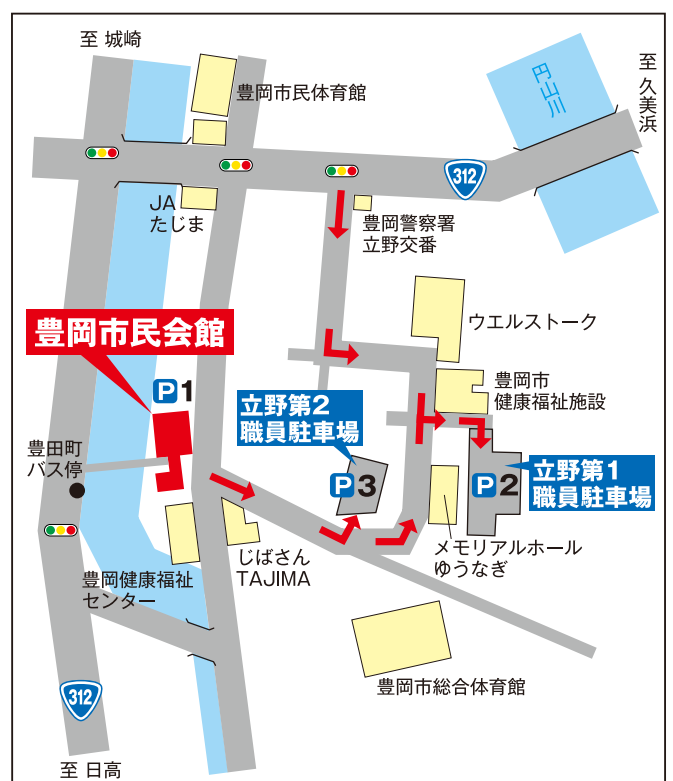 至 城崎
豊岡市民体育館
円山川
至 久美浜
312
JA
たじま
豊岡警察署
立野交番
豊岡市民会館
ウエルストーク
P1
豊岡市
健康福祉施設
立野第2
職員駐車場
豊田町
バス停
P3
P2
立野第1
職員駐車場
じばさん
TAJIMA
メモリアルホール
ゆうなぎ
豊岡健康福祉
センター
豊岡市総合体育館
312
至 日高